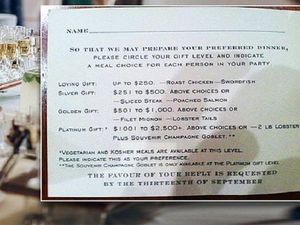 NAME
SO THAT WE MAY PREPARE YOUR PREFERRED DINNER,
PLEASE CIRCLE YOUR GIFT LEVEL AND INDICATE
A MEAL CHOICE FOR EACH PERSON IN YOUR PARTY
LOVING GIFT: UP TO $250. —ROAST CHICKEN—SWORDFISH
SILVER GIFT: $251 TO $500. ABOVE CHOICES OR
—SLICED STEAK —POACHED SALMON
GOLDEN GIFT: $501 TO $1,000. ABOVE CHOICES OR
—FILET MIGNON —LOBSTER TAILS
PLATINUM GIFT:* $1001 TO $2,500+. ABOVE CHOICES OR —2 LB LOBSTER
PLUS SOUVENIR CHAMPAGNE GOBLET.**
*VEGETARIAN AND KOSHER MEALS ARE AVAILABLE AT THIS LEVEL.
PLEASE INDICATE THIS AS YOUR PREFERENCE.
**THE SOUVENIR CHAMPAGNE GOBLET IS ONLY AVAILABLE AT THE PLATINUM GIFT LEVEL
THE FAVOUR OF YOUR REPLY IS REQUESTED
BY THE THIRTEENTH OF SEPTEMBER